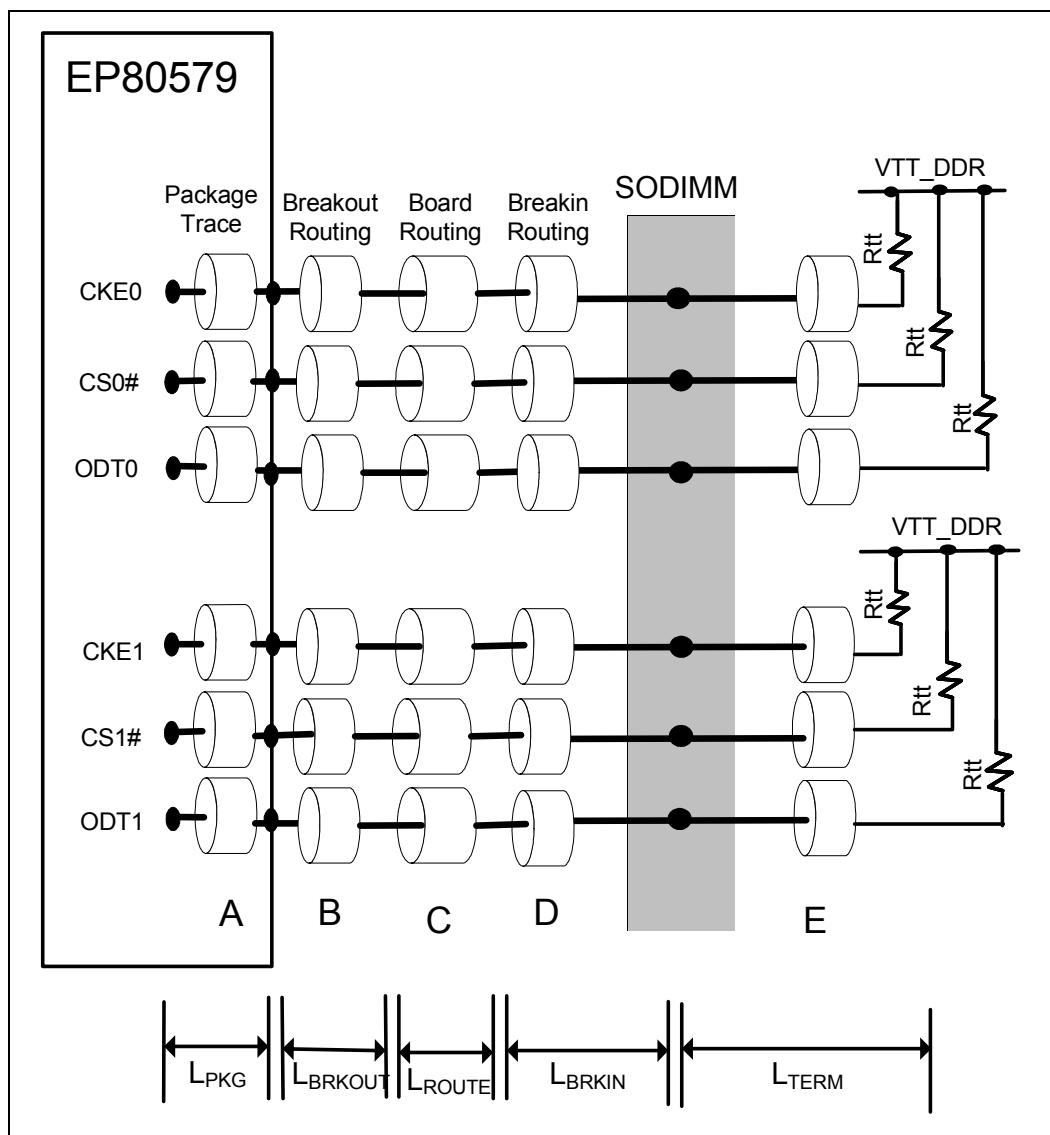 EP80579
Package
Trace
Breakout
Routing
Board
Routing
Breakin
Routing
SODIMM
VTT_DDR
CKE0
Rtt
CS0#
Rtt
ODT0
Rtt
VTT_DDR
CKE1
Rtt
CS1#
Rtt
ODT1
Rtt
A
B
C
D
E
LPKG
LBRKOUT
LROUTE
LBRKIN
LTERM